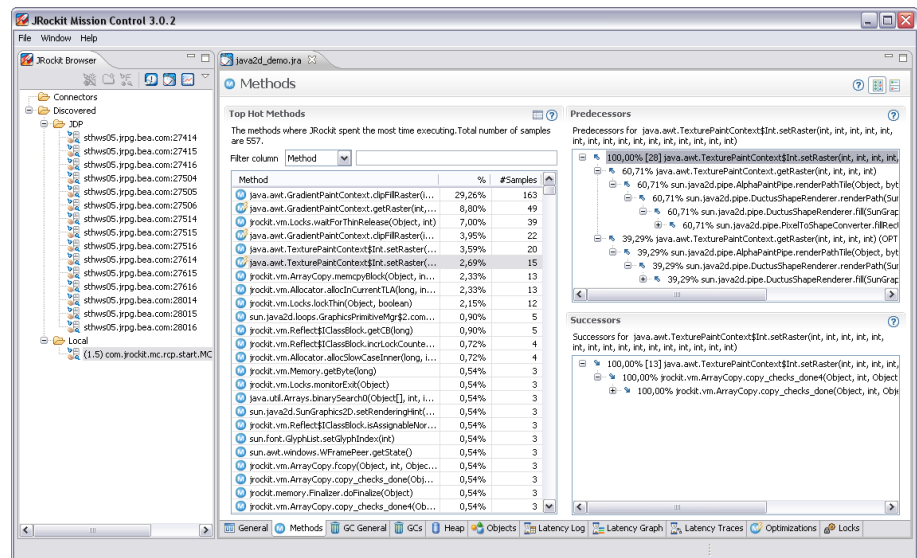 JRockit Mission Control 3.0.2
File Window Help
JRockit Browser
Connectors
Discovered
JDP
sthws05.jrpg.bea.com:27414
sthws05.jrpg.bea.com:27415
sthws05.jrpg.bea.com:27416
sthws05.jrpg.bea.com:27504
sthws05.jrpg.bea.com:27505
sthws05.jrpg.bea.com:27506
sthws05.jrpg.bea.com:27514
sthws05.jrpg.bea.com:27515
sthws05.jrpg.bea.com:27516
sthws05.jrpg.bea.com:27614
sthws05.jrpg.bea.com:27615
sthws05.jrpg.bea.com:27616
sthws05.jrpg.bea.com:28014
sthws05.jrpg.bea.com:28015
sthws05.jrpg.bea.com:28016
Local
(1.5) com.jrockit.mc.rcp.start.MC
java2d_demo.jra
Methods
Top Hot Methods
The methods where JRockit spent the most time executing.Total number of samples
are 557.
Filter column Method
Method % #Samples
java.awt.GradientPaintContext.clipFillRaster(i... 29,26% 163
java.awt.GradientPaintContext.getRaster(int,... 8,80% 49
jrockit.vm.Locks.waitForThinRelease(Object, int) 7,00% 39
java.awt.GradientPaintContext.clipFillRaster(i... 3,95% 22
java.awt.TexturePaintContext$Int.setRaster(... 3,59% 20
java.awt.TexturePaintContext$Int.setRaster(... 2,69% 15
jrockit.vm.ArrayCopy.memcpyBlock(Object, in... 2,33% 13
jrockit.vm.Allocator.allocInCurrentTLA(long, in... 2,33% 13
jrockit.vm.Locks.lockThin(Object, boolean) 2,15% 12
sun.java2d.loops.GraphicsPrimitiveMgr$2.com... 0,90% 5
jrockit.vm.Reflect$IClassBlock.getCB(long) 0,90% 5
jrockit.vm.Reflect$IClassBlock.incrLockCounte... 0,72% 4
jrockit.vm.Allocator.allocSlowCaseInner(long, i... 0,72% 4
jrockit.vm.Memory.getByte(long) 0,54% 3
jrockit.vm.Locks.monitorExit(Object) 0,54% 3
java.util.Arrays.binarySearch0(Object[], int, i... 0,54% 3
sun.java2d.SunGraphics2D.setRenderingHint(... 0,54% 3
jrockit.vm.Reflect$IClassBlock.isAssignableNor... 0,54% 3
sun.font.GlyphList.setGlyphIndex(int) 0,54% 3
sun.awt.windows.WFramePeer.getState() 0,54% 3
jrockit.vm.ArrayCopy.fcopy(Object, int, Objec... 0,54% 3
jrockit.vm.ArrayCopy.copy_checks_done(Obj... 0,54% 3
jrockit.memory.Finalizer.doFinalize(Object) 0,54% 3
jrockit.vm.ArrayCopy.copy_checks_done4(Ob... 0,54% 3
Predecessors
Predecessors for java.awt.TexturePaintContext$Int.setRaster(int, int, int, int, int,
int, int, int, int, int, int, int, int)
100,00% [28] java.awt.TexturePaintContext$Int.setRaster(int, int, int, int,
60,71% java.awt.TexturePaintContext.getRaster(int, int, int, int)
60,71% sun.java2d.pipe.AlphaPaintPipe.renderPathTile(Object, byt
60,71% sun.java2d.pipe.DuctusShapeRenderer.renderPath(Sur
60,71% sun.java2d.pipe.DuctusShapeRenderer.fill(SunGrap
60,71% sun.java2d.pipe.PixelToShapeConverter.fillRect
39,29% java.awt.TexturePaintContext.getRaster(int, int, int, int) (OPT
39,29% sun.java2d.pipe.AlphaPaintPipe.renderPathTile(Object, byt
39,29% sun.java2d.pipe.DuctusShapeRenderer.renderPath(Sur
39,29% sun.java2d.pipe.DuctusShapeRenderer.fill(SunGrap
Successors
Successors for java.awt.TexturePaintContext$Int.setRaster(int, int, int, int, int,
int, int, int, int, int, int, int, int)
100,00% [13] java.awt.TexturePaintContext$Int.setRaster(int, int, int, int,
100,00% jrockit.vm.ArrayCopy.copy_checks_done4(Object, int, Object
100,00% jrockit.vm.ArrayCopy.copy_checks_done(Object, int, Obje
General Methods GC General GCs Heap Objects Latency Log Latency Graph Latency Traces Optimizations Locks